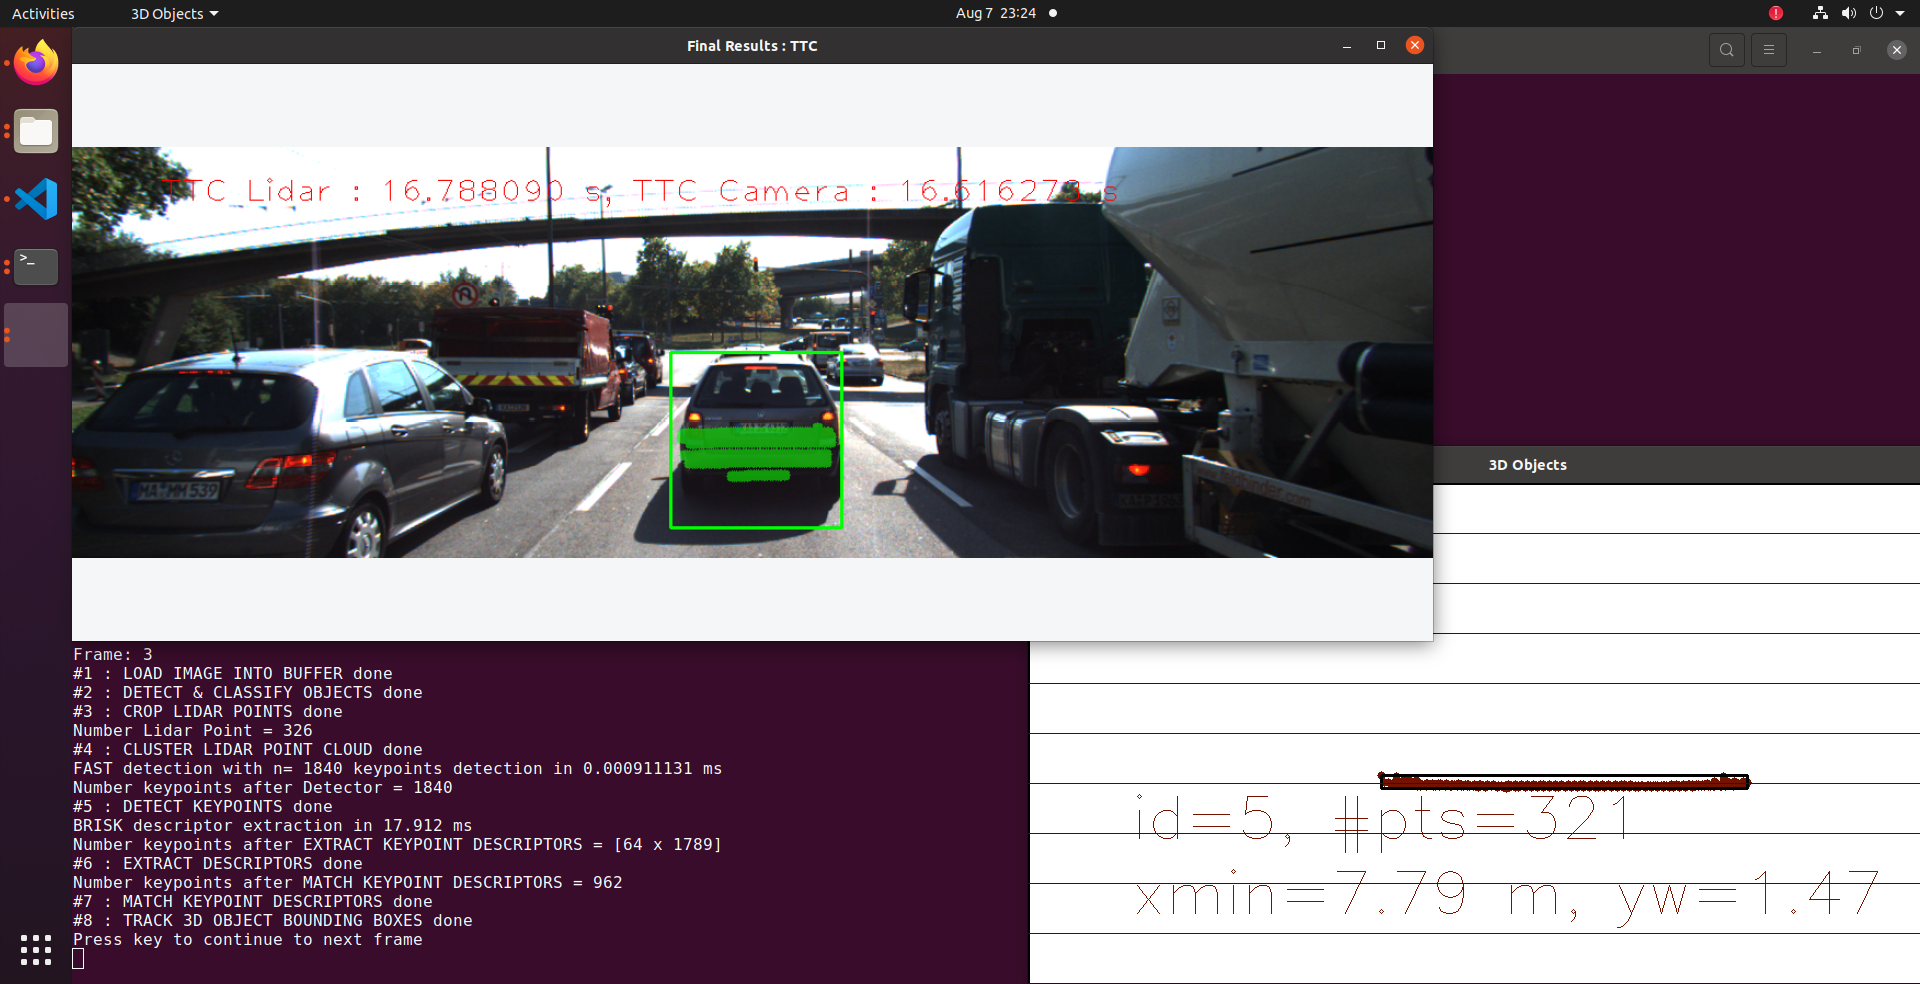 Activities
3D Objects
Aug 7 23:24
Final Results : TTC
TTC Lidar : 16.788090 s, TTC Camera : 16.616273 s
MA MM 539
3D Objects
Frame: 3
#1 : LOAD IMAGE INTO BUFFER done
#2 : DETECT & CLASSIFY OBJECTS done
#3 : CROP LIDAR POINTS done
Number Lidar Point = 326
#4 : CLUSTER LIDAR POINT CLOUD done
FAST detection with n= 1840 keypoints detection in 0.000911131 ms
Number keypoints after Detector = 1840
#5 : DETECT KEYPOINTS done
BRISK descriptor extraction in 17.912 ms
Number keypoints after EXTRACT KEYPOINT DESCRIPTORS = [64 x 1789]
#6 : EXTRACT DESCRIPTORS done
Number keypoints after MATCH KEYPOINT DESCRIPTORS = 962
#7 : MATCH KEYPOINT DESCRIPTORS done
#8 : TRACK 3D OBJECT BOUNDING BOXES done
Press key to continue to next frame
id=5, #pts=321
xmin=7.79 m, yw=1.47